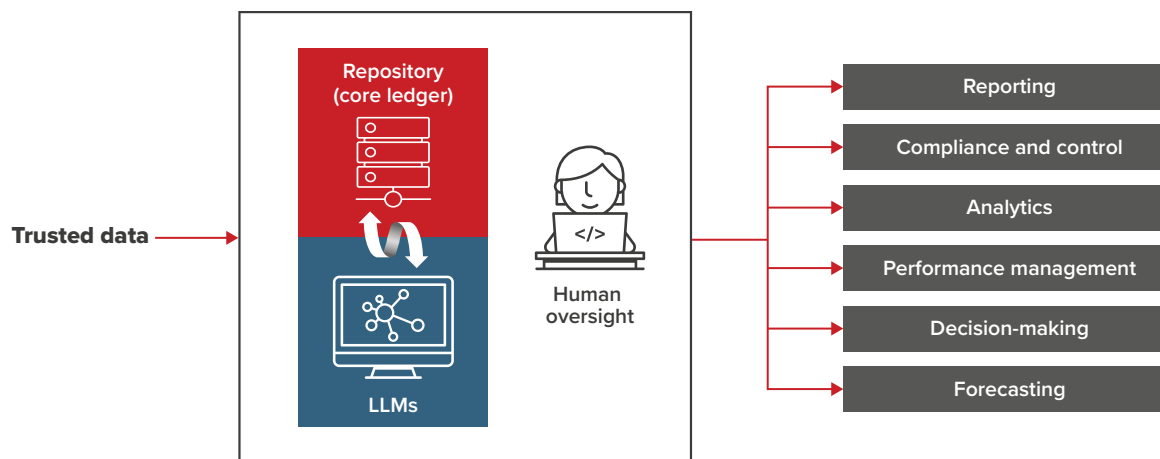 Trusted data
Repository
(core ledger)
LLMs
</>
Human
oversight
Reporting
Compliance and control
Analytics
Performance management
Decision-making
Forecasting